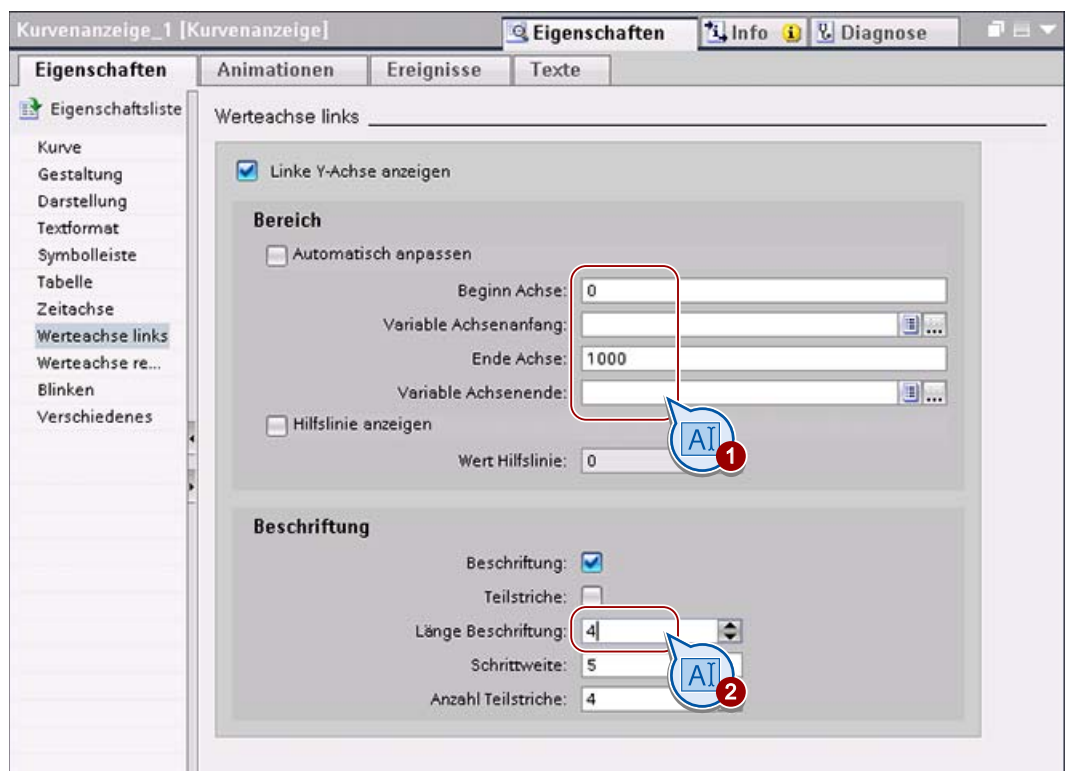 Kurvenanzeige_1 [Kurvenanzeige]
Eigenschaften
Info
Diagnose
Eigenschaften
Animationen
Ereignisse
Texte
Eigenschaftsliste
Kurve
Gestaltung
Darstellung
Textformat
Symbolleiste
Tabelle
Zeitachse
Werteachse links
Werteachse re...
Blinken
Verschiedenes
Werteachse links
Linke Y-Achse anzeigen
Bereich
Automatisch anpassen
Beginn Achse: 0
Variable Achsenanfang:
...
Ende Achse: 1000
Variable Achsenende:
...
Hilfslinie anzeigen
Wert Hilfslinie: 0
A
1
Beschriftung
Beschriftung:
Teilstriche:
Länge Beschriftung: 4
Schrittweite: 5
Anzahl Teilstriche: 4
A
2